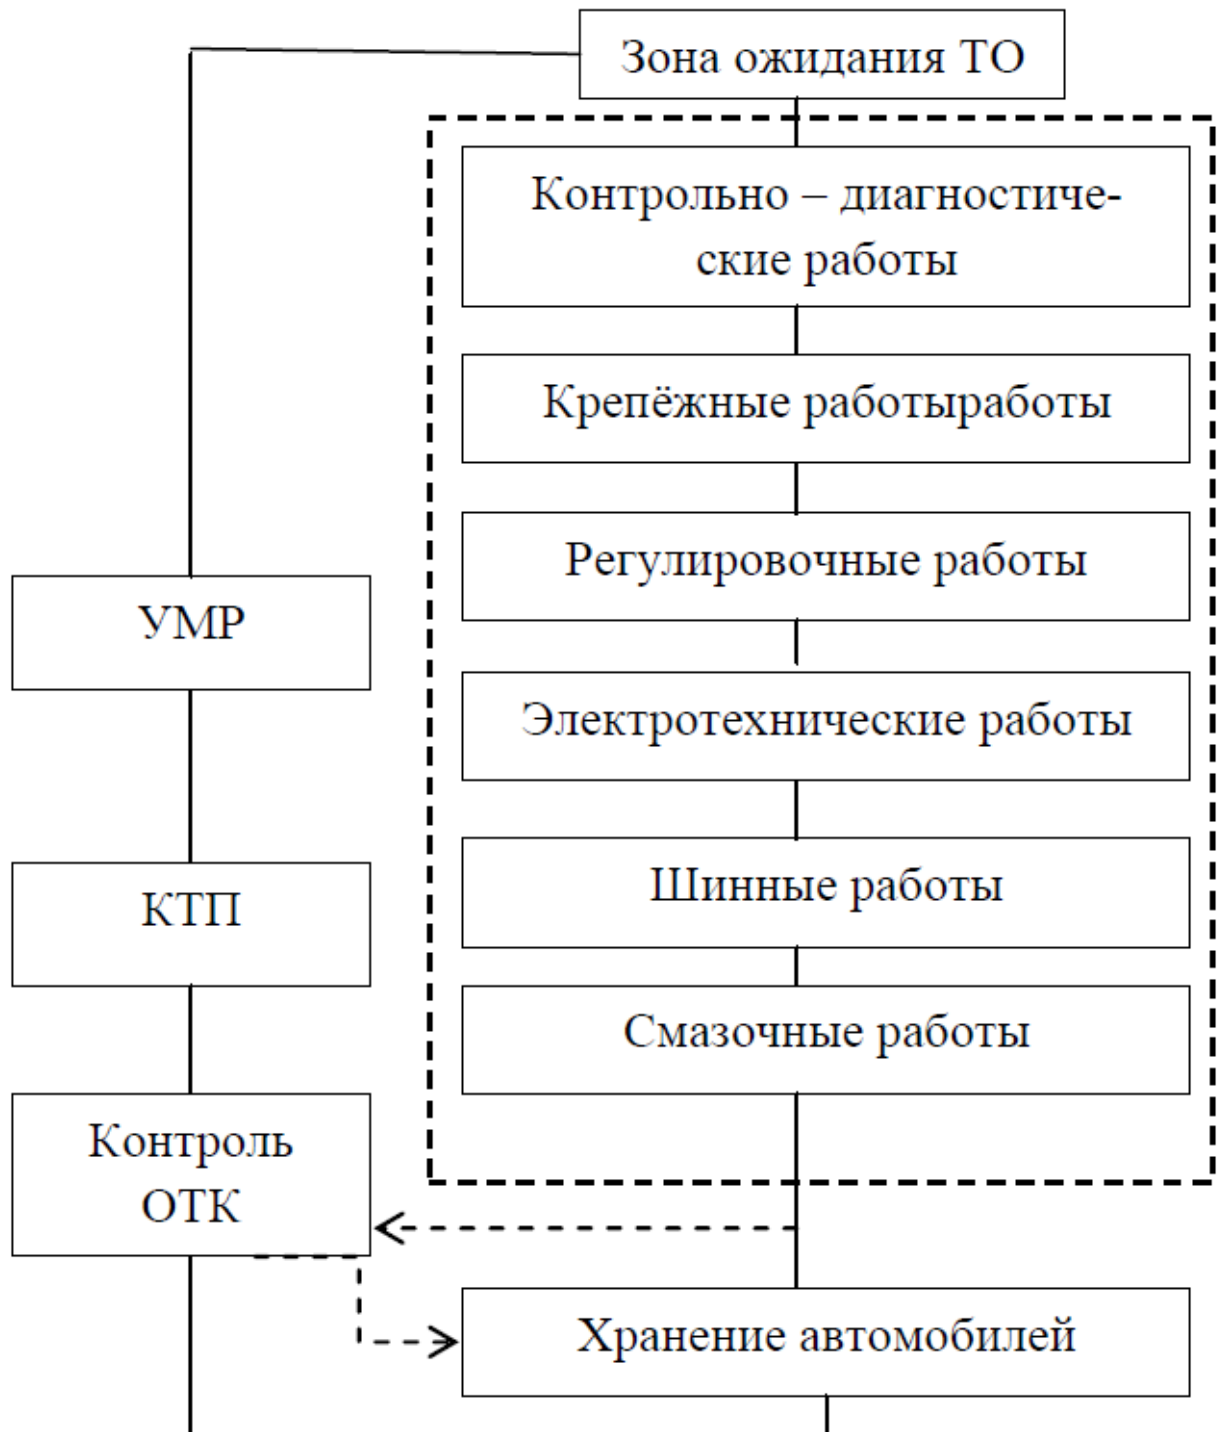 Зона ожидания ТО
Контрольно – диагностиче-
ские работы
Крепёжные работыработы
Регулировочные работы
УМР
Электротехнические работы
Шинные работы
КТП
Смазочные работы
Контроль
ОТК
Хранение автомобилей